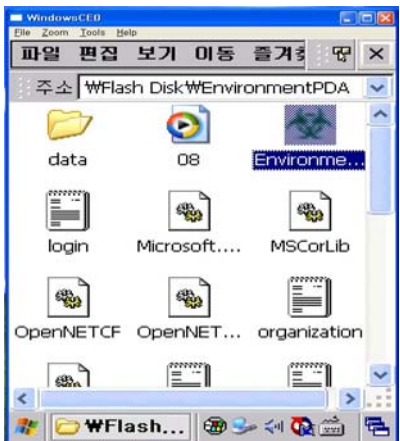 WindowsCE0
File Zoom Tools Help
파일 편집 보기 이동 즐겨찾
주소 ₩Flash Disk₩EnvironmentPDA
data 08 Environme...
login Microsoft.... MSCorLib
OpenNETCF OpenNET... organization
₩Flash...